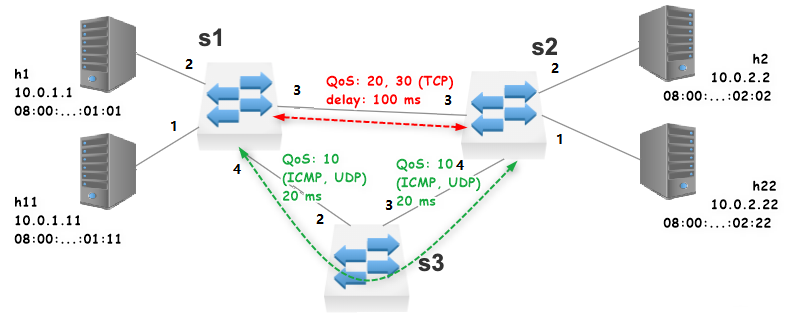 s1
s2
h1
10.0.1.1
08:00:...:01:01
2
1
3
4
QoS: 20, 30 (TCP)
delay: 100 ms
3
2
1
4
h2
10.0.2.2
08:00:...:02:02
h11
10.0.1.11
08:00:...:01:11
QoS: 10
(ICMP, UDP)
20 ms
QoS: 10
(ICMP, UDP)
20 ms
h22
10.0.2.22
08:00:...:02:22
2
3
s3